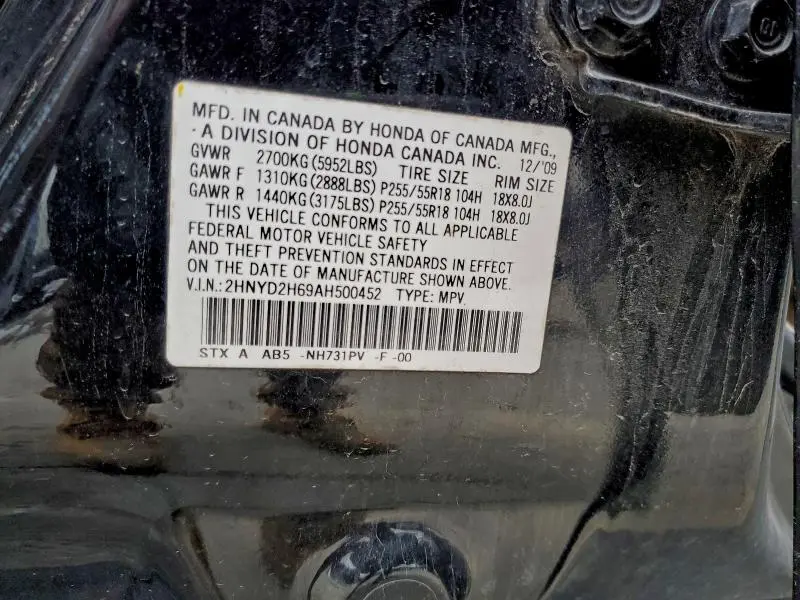 MFD. IN CANADA BY HONDA OF CANADA MFG.,
A DIVISION OF HONDA CANADA INC. 12/'09
GVWR 2700KG(5952LBS) TIRE SIZE RIM SIZE
GAWR F 1310KG(2888LBS) P255/55R18 104H 18X8.0J
GAWR R 1440KG(3175LBS) P255/55R18 104H 18X8.0J
THIS VEHICLE CONFORMS TO ALL APPLICABLE
FEDERAL MOTOR VEHICLE SAFETY
AND THEFT PREVENTION STANDARDS IN EFFECT
ON THE DATE OF MANUFACTURE SHOWN ABOVE.
V.I.N.:2HNYD2H69AH500452 TYPE: MPV.
STX A AB5 -NH731PV -F -00